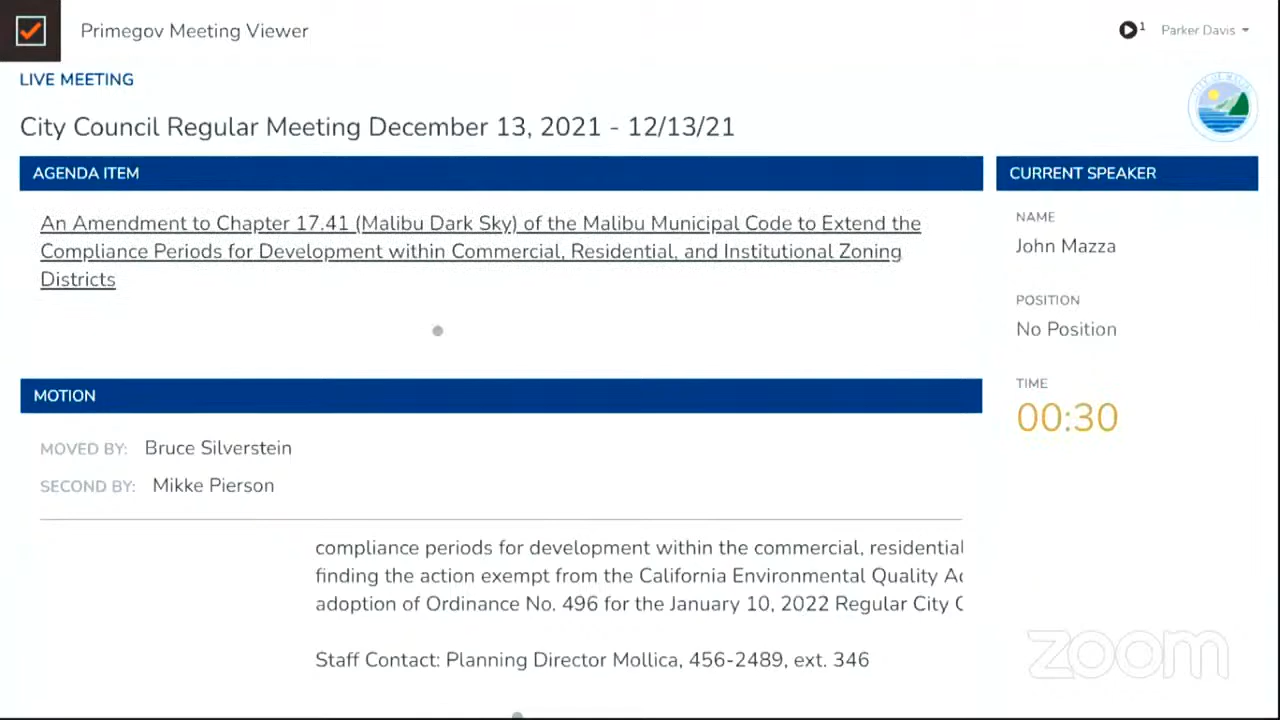 Primegov Meeting Viewer
1
Parker Davis
LIVE MEETING
City Council Regular Meeting December 13, 2021 - 12/13/21
AGENDA ITEM
An Amendment to Chapter 17.41 (Malibu Dark Sky) of the Malibu Municipal Code to Extend the
Compliance Periods for Development within Commercial, Residential, and Institutional Zoning
Districts
MOTION
MOVED BY: Bruce Silverstein
SECOND BY: Mikke Pierson
compliance periods for development within the commercial, residential
finding the action exempt from the California Environmental Quality Ac
adoption of Ordinance No. 496 for the January 10, 2022 Regular City C
Staff Contact: Planning Director Mollica, 456-2489, ext. 346
CURRENT SPEAKER
NAME
John Mazza
POSITION
No Position
TIME
00:30
zoom